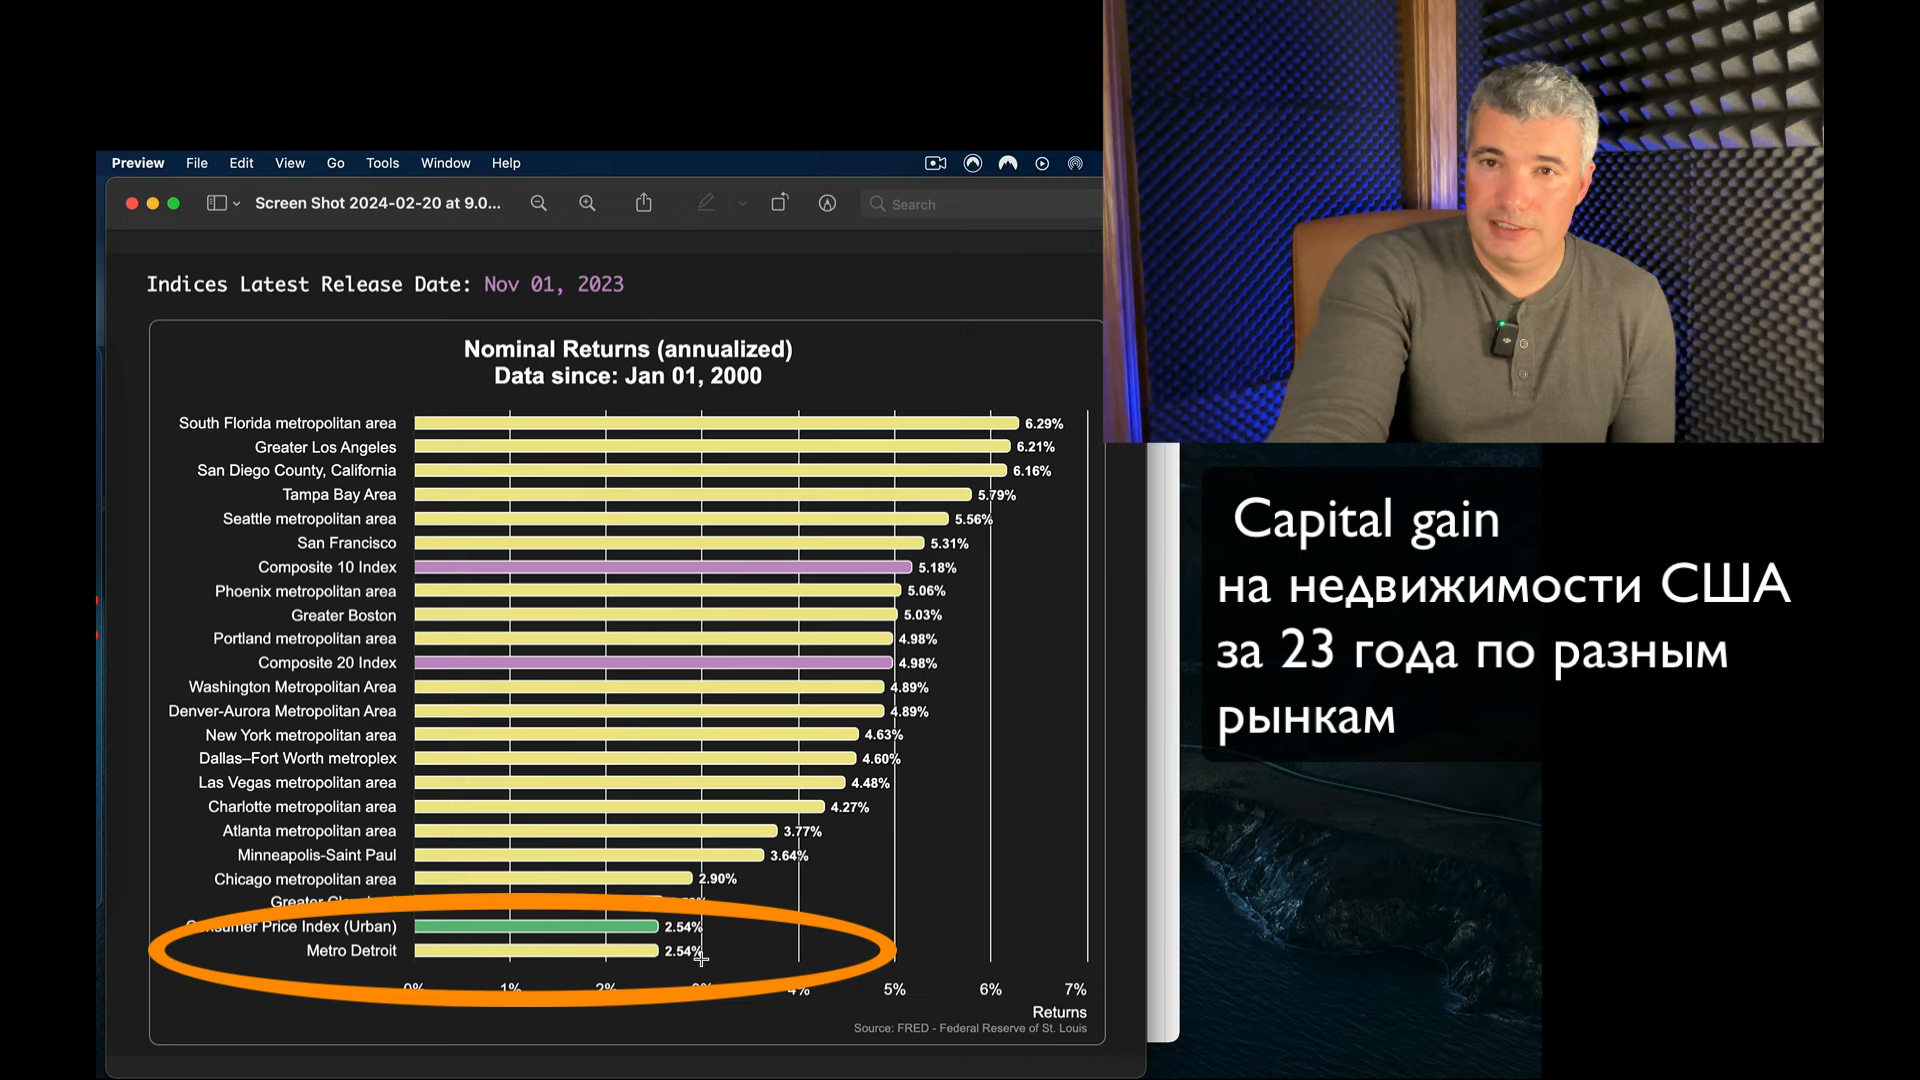 Preview File Edit View Go Tools Window Help
Screen Shot 2024-02-20 at 9.0...
Search
Indices Latest Release Date: Nov 01, 2023
Nominal Returns (annualized)
Data since: Jan 01, 2000
South Florida metropolitan area 6.29%
Greater Los Angeles 6.21%
San Diego County, California 6.16%
Tampa Bay Area 5.79%
Seattle metropolitan area 5.56%
San Francisco 5.31%
Composite 10 Index 5.18%
Phoenix metropolitan area 5.06%
Greater Boston 5.03%
Portland metropolitan area 4.98%
Composite 20 Index 4.98%
Washington Metropolitan Area 4.89%
Denver-Aurora Metropolitan Area 4.89%
New York metropolitan area 4.63%
Dallas–Fort Worth metroplex 4.60%
Las Vegas metropolitan area 4.48%
Charlotte metropolitan area 4.27%
Atlanta metropolitan area 3.77%
Minneapolis-Saint Paul 3.64%
Chicago metropolitan area 2.90%
Greater
Consumer Price Index (Urban) 2.54%
Metro Detroit 2.54%
0% 1% 2% 3% 4% 5% 6% 7%
Returns
Source: FRED - Federal Reserve of St. Louis
Capital gain
на недвижимости США
за 23 года по разным
рынкам